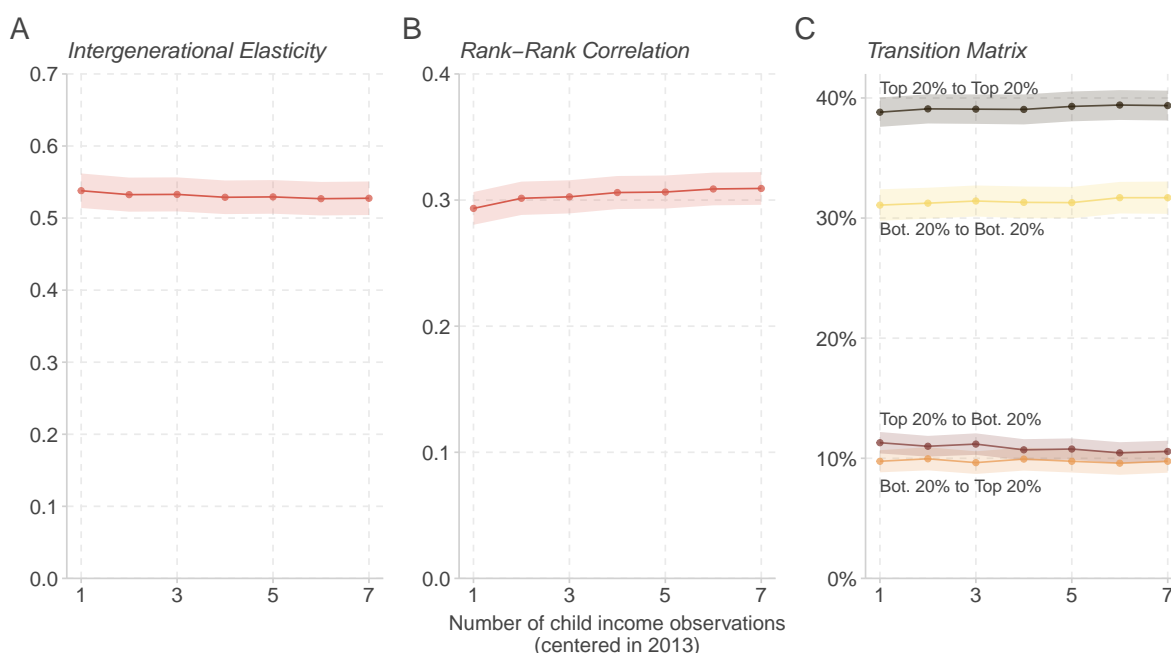 A
Intergenerational Elasticity
0.7
0.6
0.5
0.4
0.3
0.2
0.1
0.0
1 3 5 7
B
Rank−Rank Correlation
0.4
0.3
0.2
0.1
0.0
1 3 5 7
Number of child income observations
(centered in 2013)
C
Transition Matrix
40%
30%
20%
10%
0%
Top 20% to Top 20%
Bot. 20% to Bot. 20%
Top 20% to Bot. 20%
Bot. 20% to Top 20%
1 3 5 7